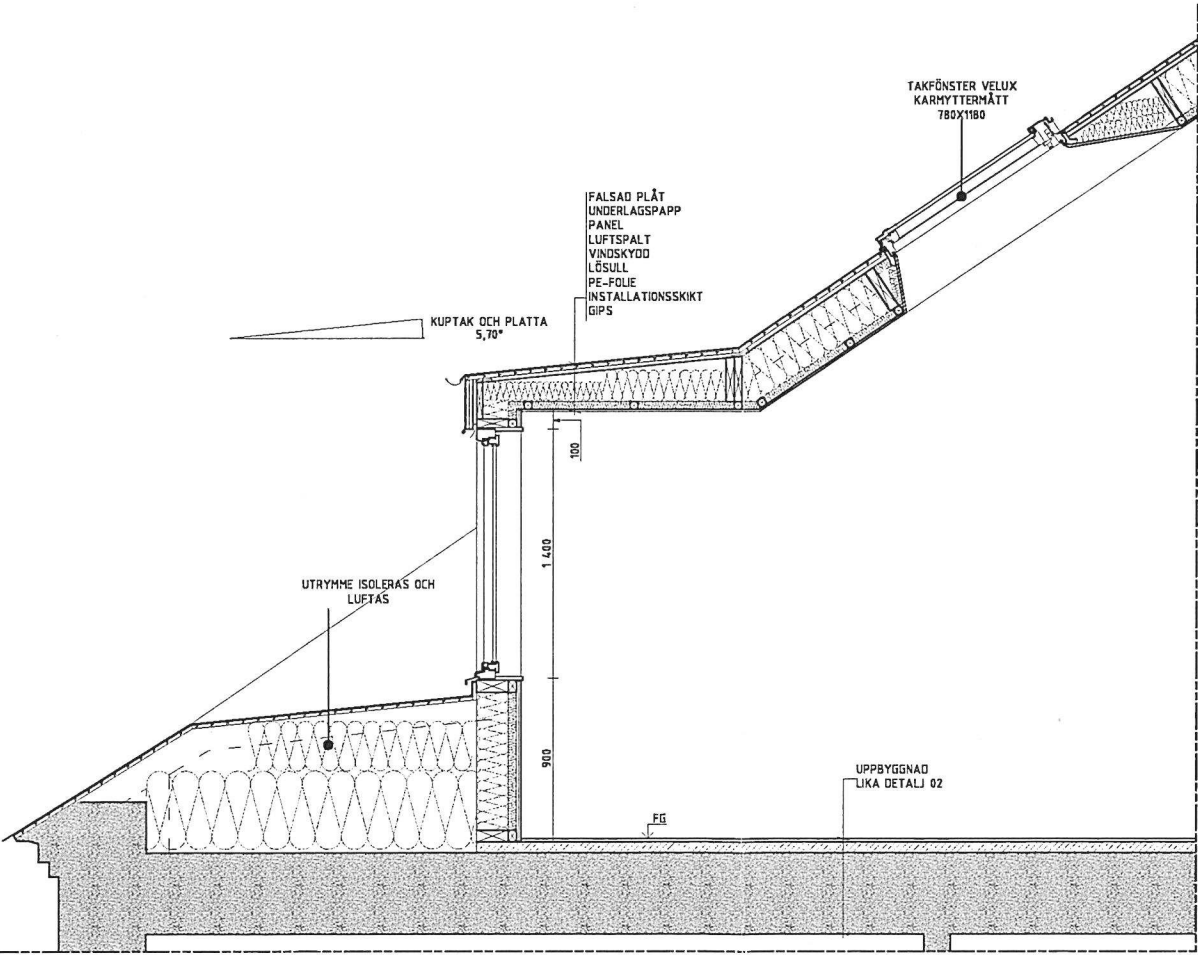 TAKFÖNSTER VELUX
KARMYTTERMÅTT
780X1180
FALSAD PLÅT
UNDERLAGSPAPP
PANEL
LUFTSPALT
VINDSKYDD
LÖSULL
PE-FOLIE
INSTALLATIONSSKIKT
GIPS
KUPTAK OCH PLATTA
5,70°
100
1 400
UTRYMME ISOLERAS OCH
LUFTAS
900
UPPBYGGNAD
LIKA DETALJ 02
FG